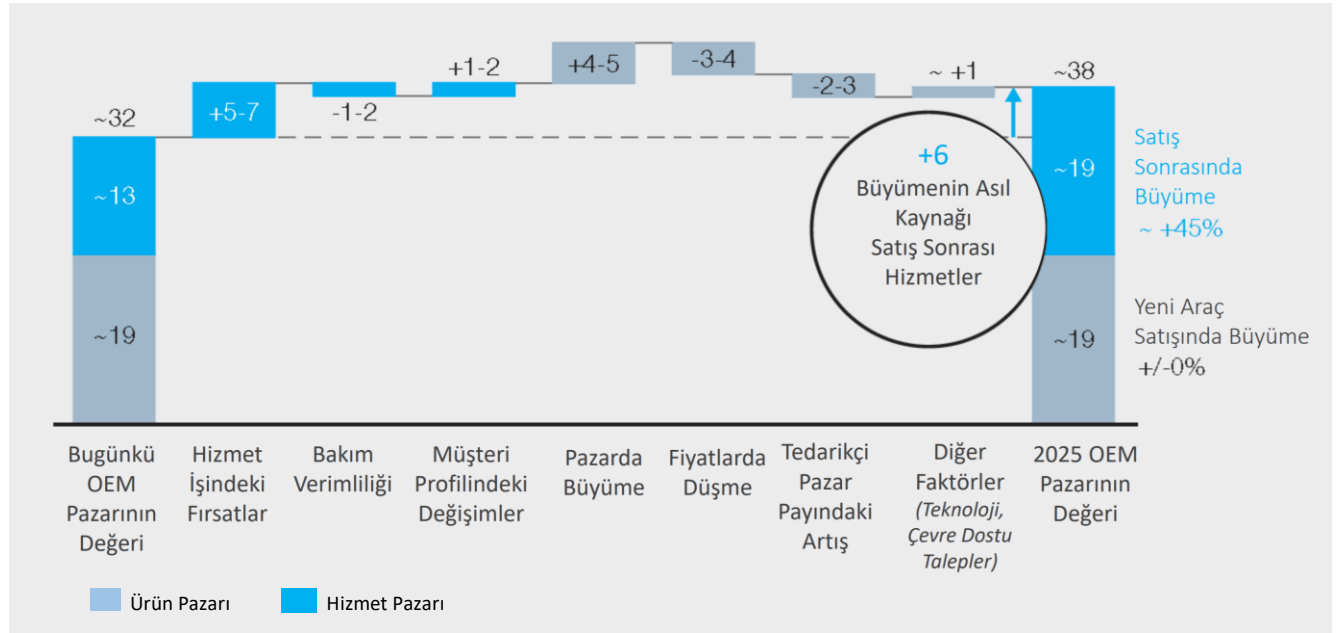 ~32
~13
~19
+5-7
-1-2
+1-2
+4-5
-3-4
-2-3
~ +1
~38
~19
~19
+6
Büyümenin Asıl
Kaynağı
Satış Sonrası
Hizmetler
Satış
Sonrasında
Büyüme
~ +45%
Yeni Araç
Satışında Büyüme
+/-0%
Bugünkü
OEM
Pazarının
Değeri
Hizmet
İşindeki
Fırsatlar
Bakım
Verimliliği
Müşteri
Profilindeki
Değişimler
Pazarda
Büyüme
Fiyatlarda
Düşme
Tedarikçi
Pazar
Payındaki
Artış
Diğer
Faktörler
(Teknoloji,
Çevre Dostu
Talepler)
2025 OEM
Pazarının
Değeri
Ürün Pazarı
Hizmet Pazarı